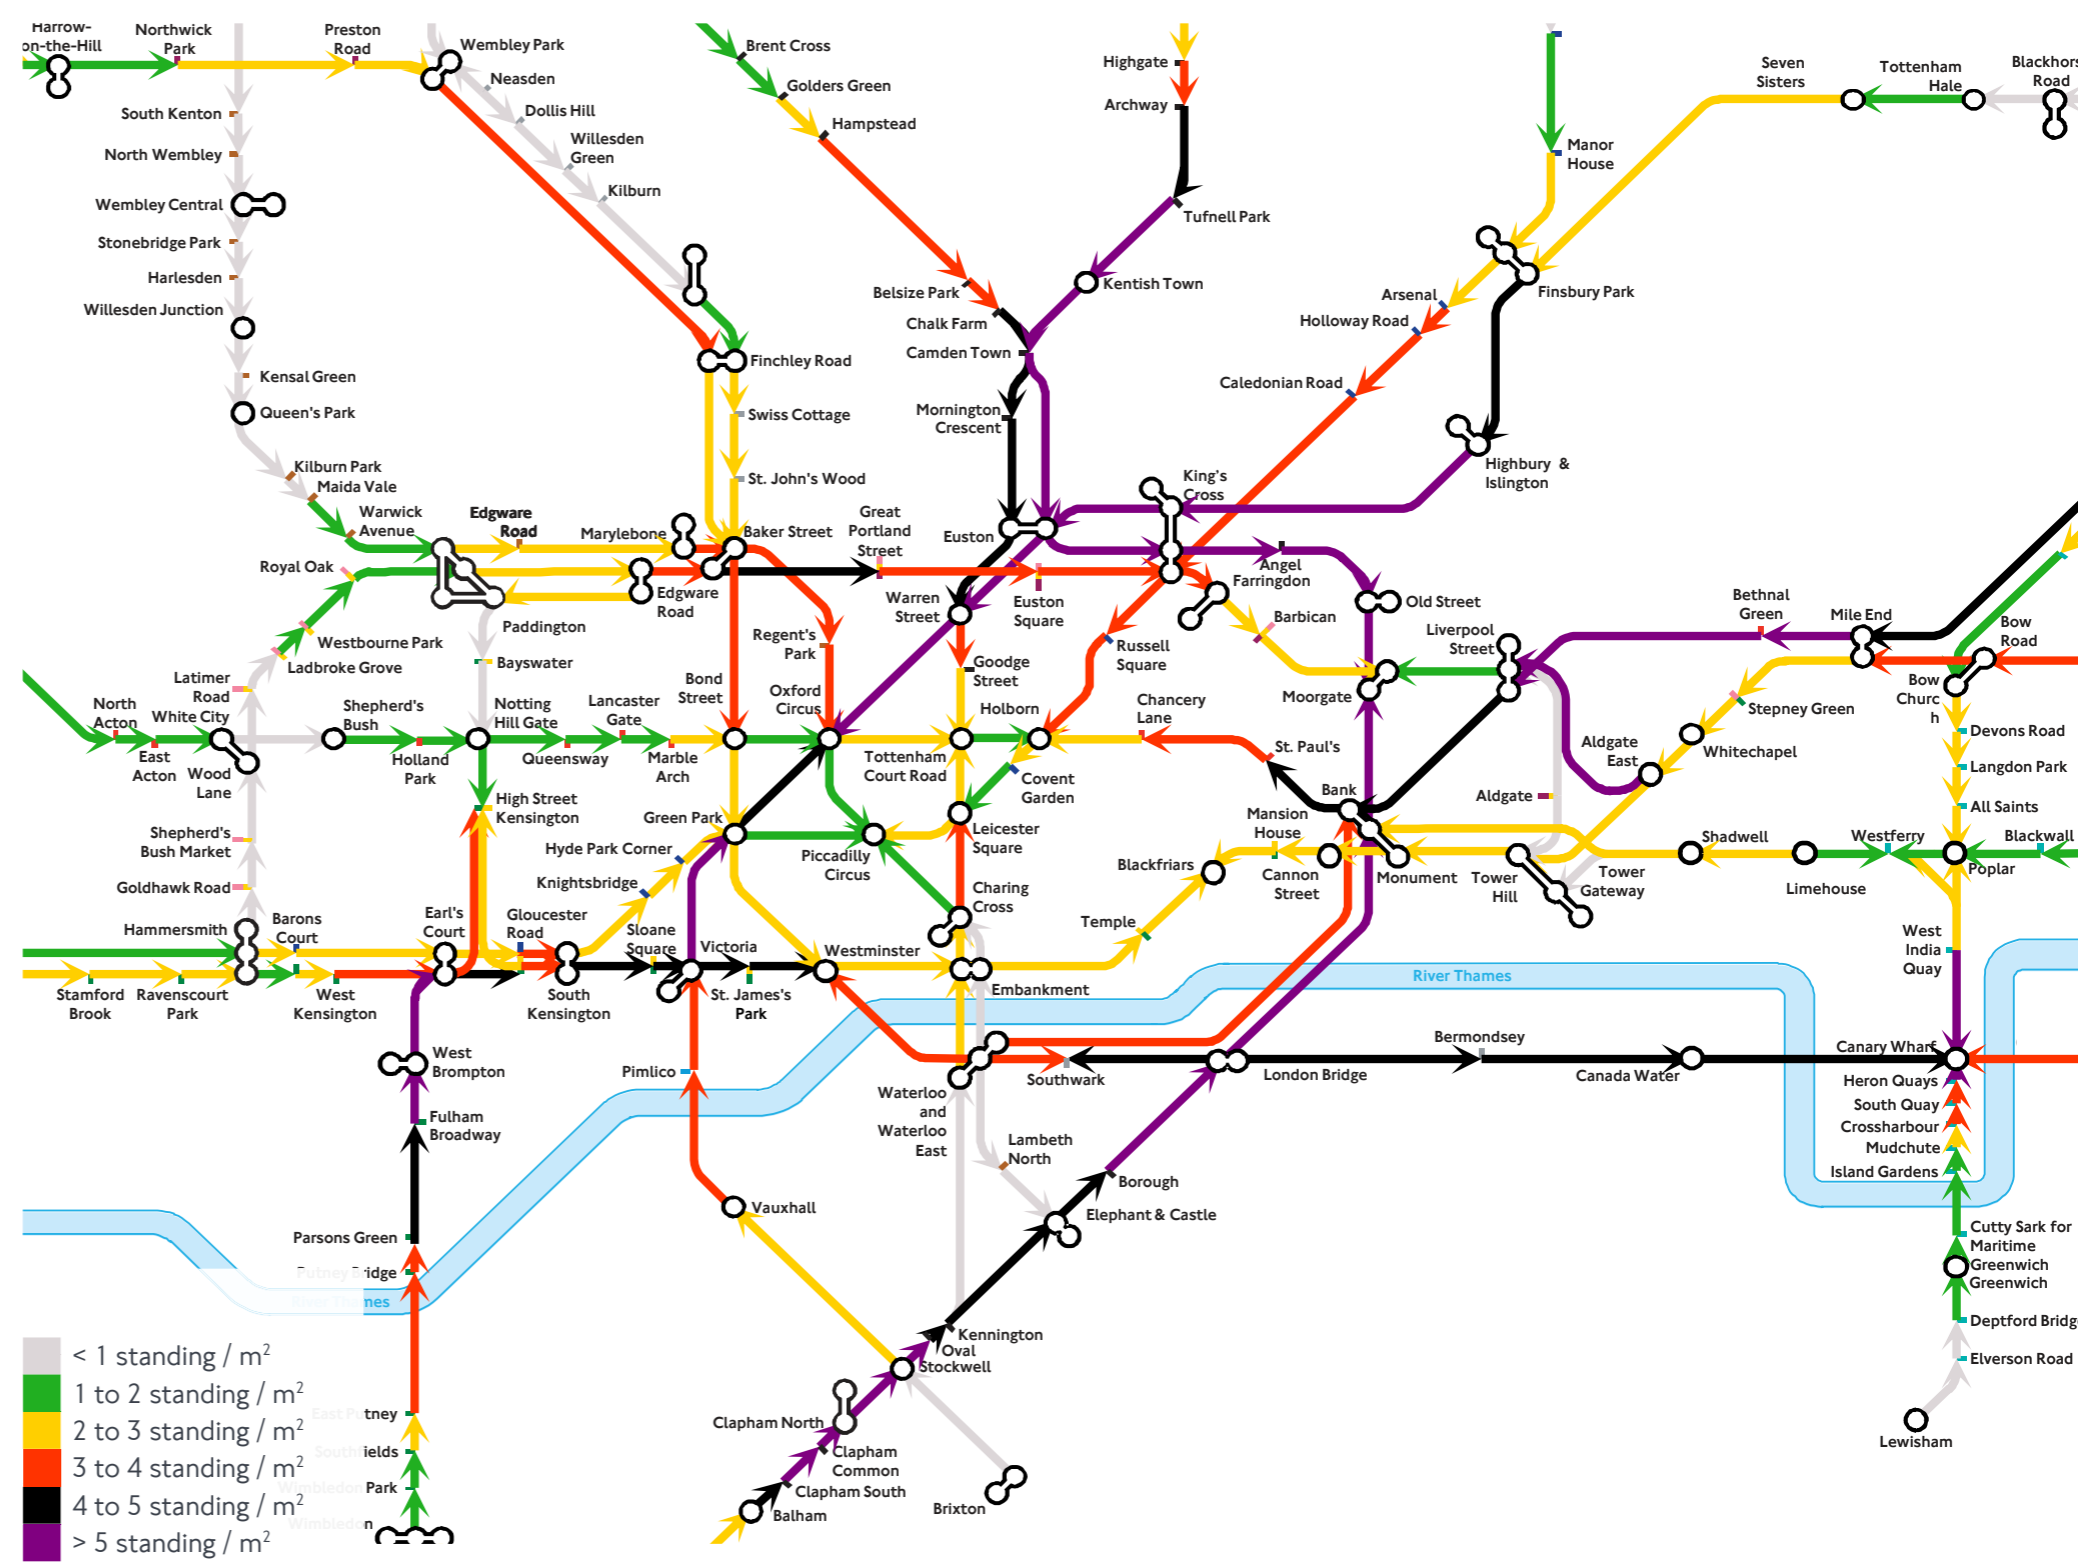 Harrow-
on-the-Hill
Northwick
Park
Preston
Road
Wembley Park
Neasden
Dollis Hill
Willesden
Green
Kilburn
South Kenton
North Wembley
Wembley Central
Stonebridge Park
Harlesden
Willesden Junction
Kensal Green
Queen's Park
Kilburn Park
Maida Vale
Warwick
Avenue
Royal Oak
Westbourne Park
Ladbroke Grove
Latimer
Road
Brent Cross
Golders Green
Hampstead
Belsize Park
Chalk Farm
Camden Town
Mornington
Crescent
Euston
Highgate
Archway
Tufnell Park
Kentish Town
Manor
House
Seven
Sisters
Tottenham
Hale
Blackhors
Road
Finsbury Park
Arsenal
Holloway Road
Caledonian Road
Highbury &
Islington
King's
Cross
Finchley Road
Swiss Cottage
St. John's Wood
Edgware
Road
Marylebone
Baker Street
Great
Portland
Street
Edgware
Road
Paddington
Bayswater
Warren
Street
Euston
Square
Angel
Farringdon
Barbican
Russell
Square
Old Street
Liverpool
Street
Moorgate
Bethnal
Green
Mile End
Bow
Road
Bow
Churc
h
Stepney Green
Whitechapel
Aldgate
East
Aldgate
Devons Road
Langdon Park
All Saints
Regent's
Park
Goodge
Street
Bond
Street
Oxford
Circus
Holborn
Chancery
Lane
St. Paul's
North
Acton
East
Acton
White City
Wood
Lane
Shepherd's
Bush
Holland
Park
Notting
Hill Gate
Queensway
Lancaster
Gate
Marble
Arch
Tottenham
Court Road
Covent
Garden
Leicester
Square
High Street
Kensington
Shepherd's
Bush Market
Goldhawk Road
Hyde Park Corner
Knightsbridge
Green Park
Piccadilly
Circus
Charing
Cross
Bank
Mansion
House
Blackfriars
Cannon
Street
Monument
Tower
Hill
Tower
Gateway
Shadwell
Limehouse
Westferry
Poplar
Blackwall
Temple
Hammersmith
Barons
Court
Earl's
Court
Gloucester
Road
Sloane
Square
Victoria
Westminster
Embankment
Stamford
Brook
Ravenscourt
Park
West
Kensington
South
Kensington
St. James's
Park
River Thames
West
India
Quay
West
Brompton
Fulham
Broadway
Pimlico
Waterloo
and
Waterloo
East
Southwark
London Bridge
Bermondsey
Canada Water
Canary Wharf
Heron Quays
South Quay
Crossharbour
Mudchute
Island Gardens
Lambeth
North
Borough
Elephant & Castle
Vauxhall
Parsons Green
Putney Bridge
River Thames
East Putney
Southfields
Wimbledon Park
Wimbledon
Kennington
Oval
Stockwell
Clapham North
Clapham
Common
Clapham South
Balham
Brixton
Cutty Sark for
Maritime
Greenwich
Greenwich
Deptford Bridg
Elverson Road
Lewisham
< 1 standing / m²
1 to 2 standing / m²
2 to 3 standing / m²
3 to 4 standing / m²
4 to 5 standing / m²
> 5 standing / m²